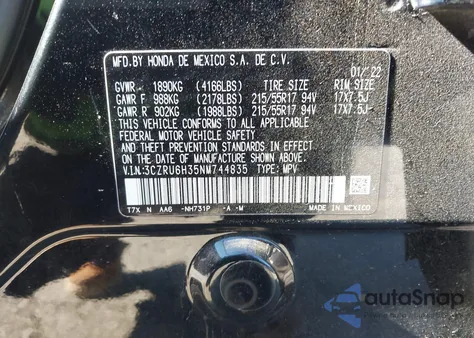 MFD.BY HONDA DE MEXICO S.A. DE C.V.
01/'22
GVWR 1890KG (4166LBS) TIRE SIZE RIM SIZE
GAWR F 988KG (2178LBS) 215/55R17 94V 17X7.5J
GAWR R 902KG (1988LBS) 215/55R17 94V 17X7.5J
THIS VEHICLE CONFORMS TO ALL APPLICABLE
FEDERAL MOTOR VEHICLE SAFETY
AND THEFT PREVENTION STANDARDS IN EFFECT
ON THE DATE OF MANUFACTURE SHOWN ABOVE.
V.I.N:3CZRU6H35NM744835 TYPE: MPV
T7X N AA6 -NH731P -A -M MADE IN MEXICO
autoSnap